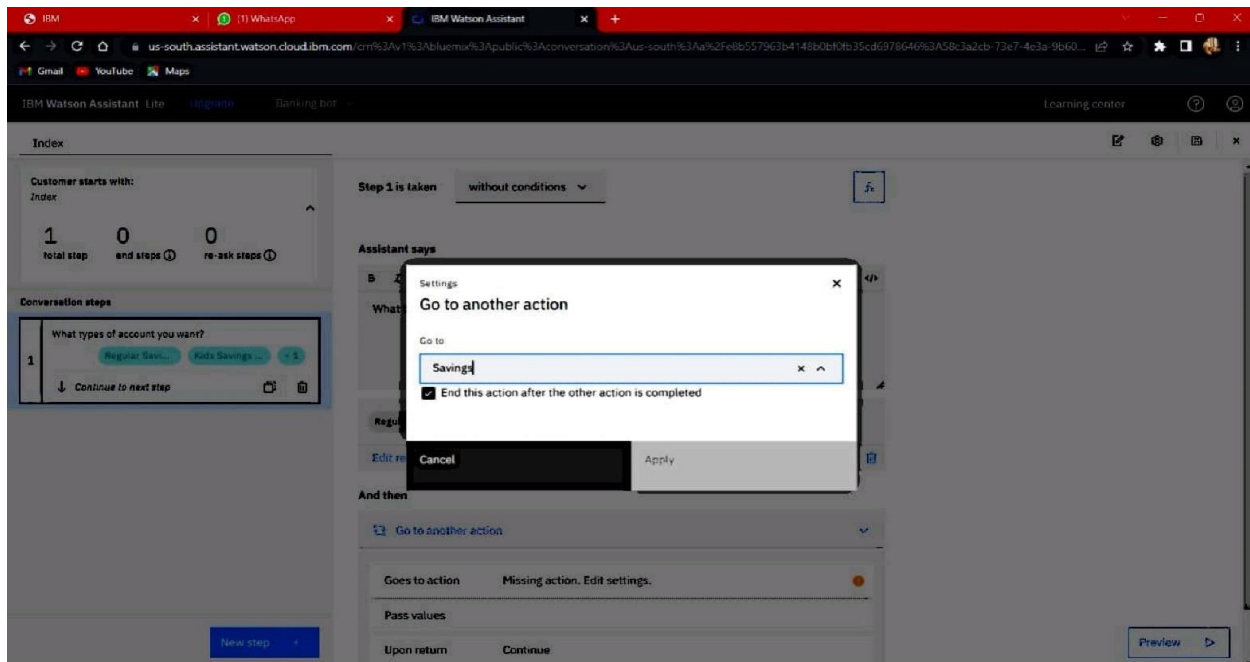 IBM
(1) WhatsApp
IBM Watson Assistant
us-south.assistant.watson.cloud.ibm.com
Gmail YouTube Maps
IBM Watson Assistant Lite Upgrade Banking bot
Learning center
Index
Customer starts with:
Index
1 0 0
total step end steps re-ask steps
Conversation steps
1
What types of account you want?
Regular Savi... Kids Savings ... + 1
Continue to next step
New step +
Step 1 is taken without conditions
fx
Assistant says
B I </>
What
Settings
Go to another action
Go to
Savings
End this action after the other action is completed
Cancel Apply
Regu
Edit re
And then
Go to another action
Goes to action Missing action. Edit settings.
Pass values
Upon return Continue
Preview